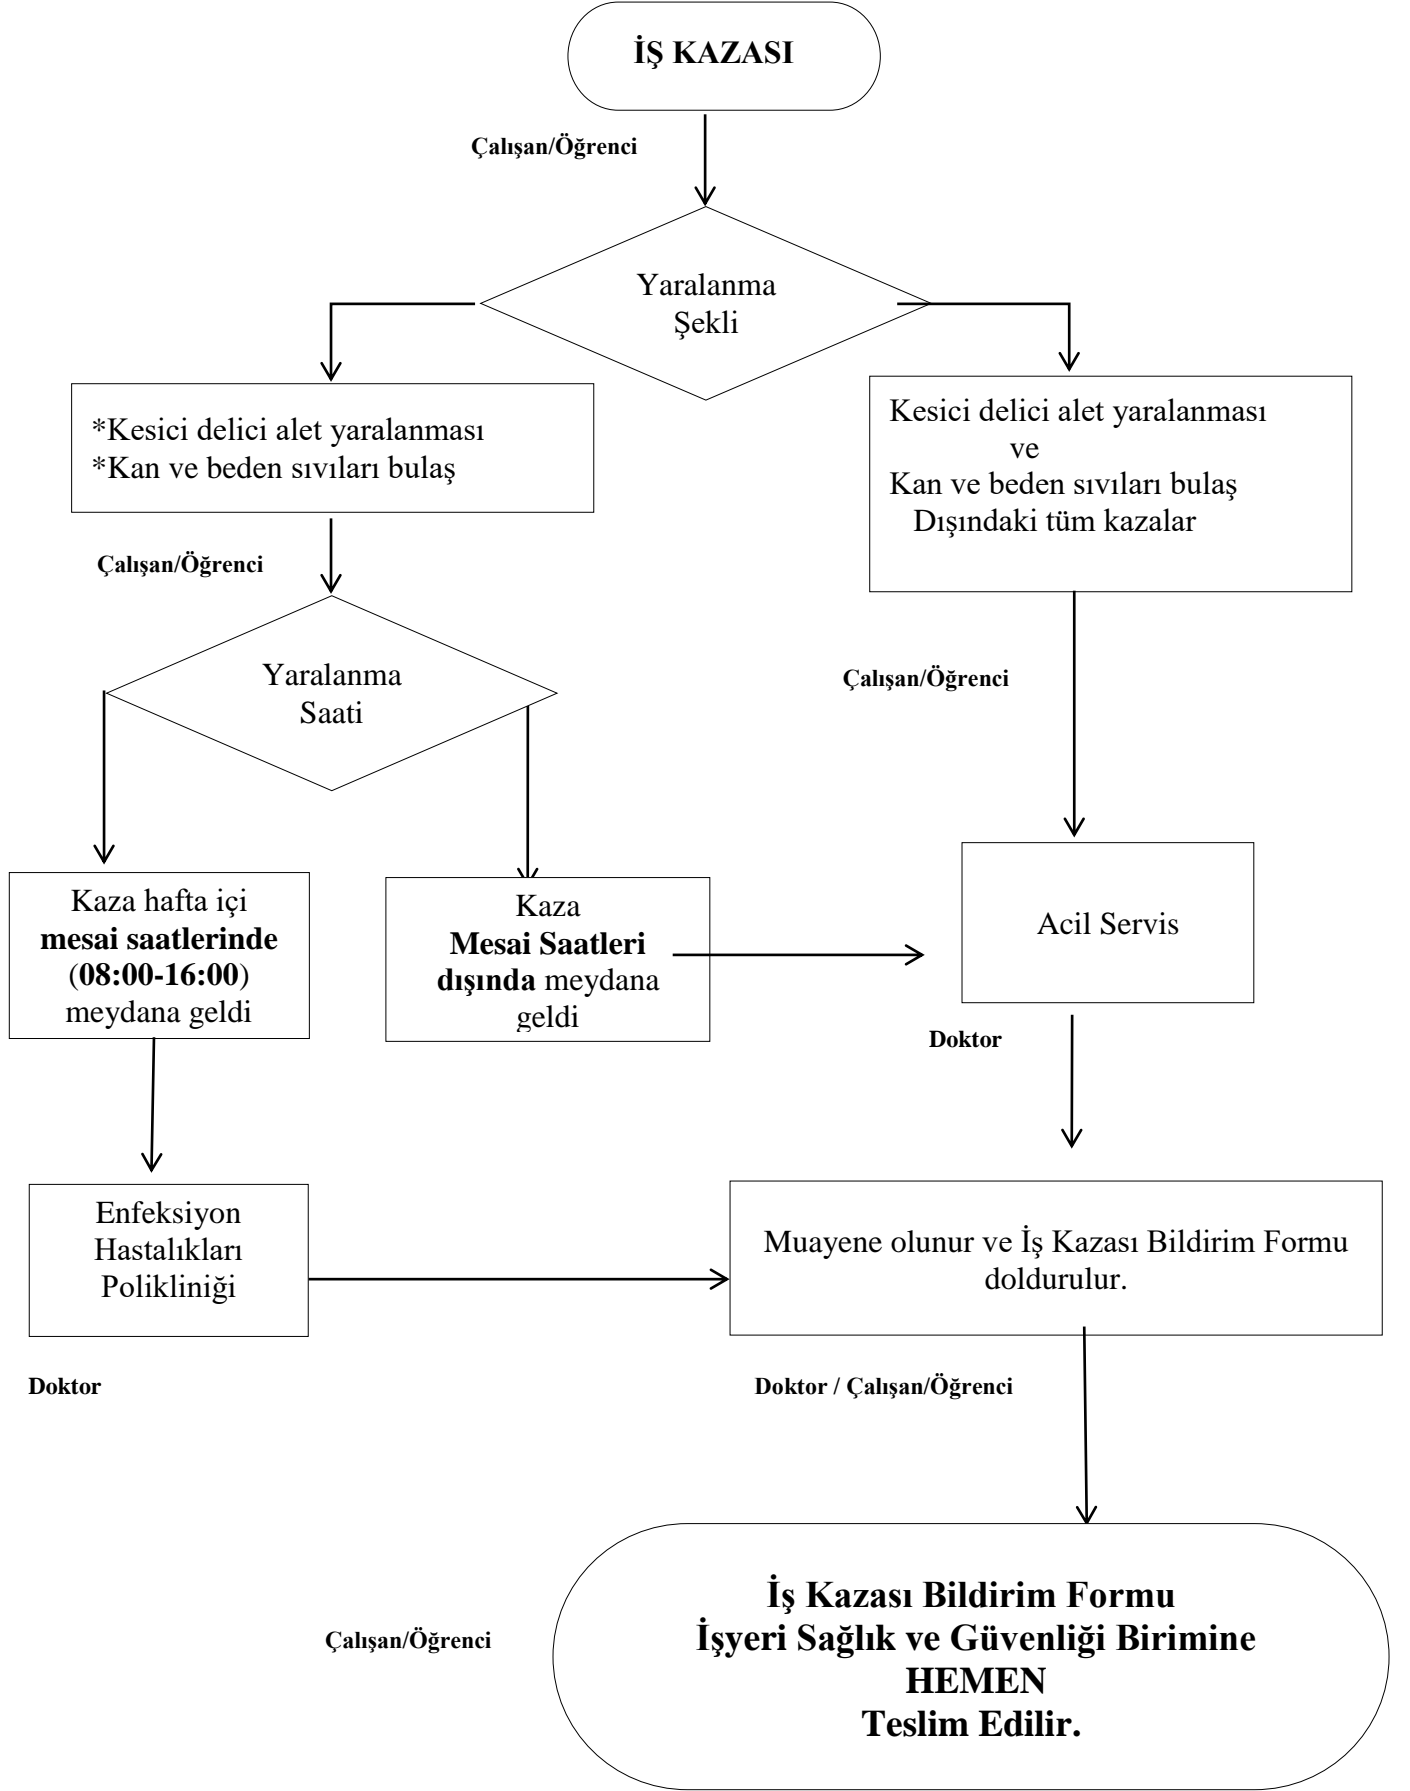 İŞ KAZASI
Çalışan/Öğrenci
Yaralanma
Şekli
*Kesici delici alet yaralanması
*Kan ve beden sıvıları bulaş
Kesici delici alet yaralanması
ve
Kan ve beden sıvıları bulaş
Dışındaki tüm kazalar
Çalışan/Öğrenci
Yaralanma
Saati
Çalışan/Öğrenci
Kaza hafta içi
mesai saatlerinde
(08:00-16:00)
meydana geldi
Kaza
Mesai Saatleri
dışında meydana
geldi
Acil Servis
Doktor
Enfeksiyon
Hastalıkları
Polikliniği
Muayene olunur ve İş Kazası Bildirim Formu
doldurulur.
Doktor
Doktor / Çalışan/Öğrenci
Çalışan/Öğrenci
İş Kazası Bildirim Formu
İşyeri Sağlık ve Güvenliği Birimine
HEMEN
Teslim Edilir.